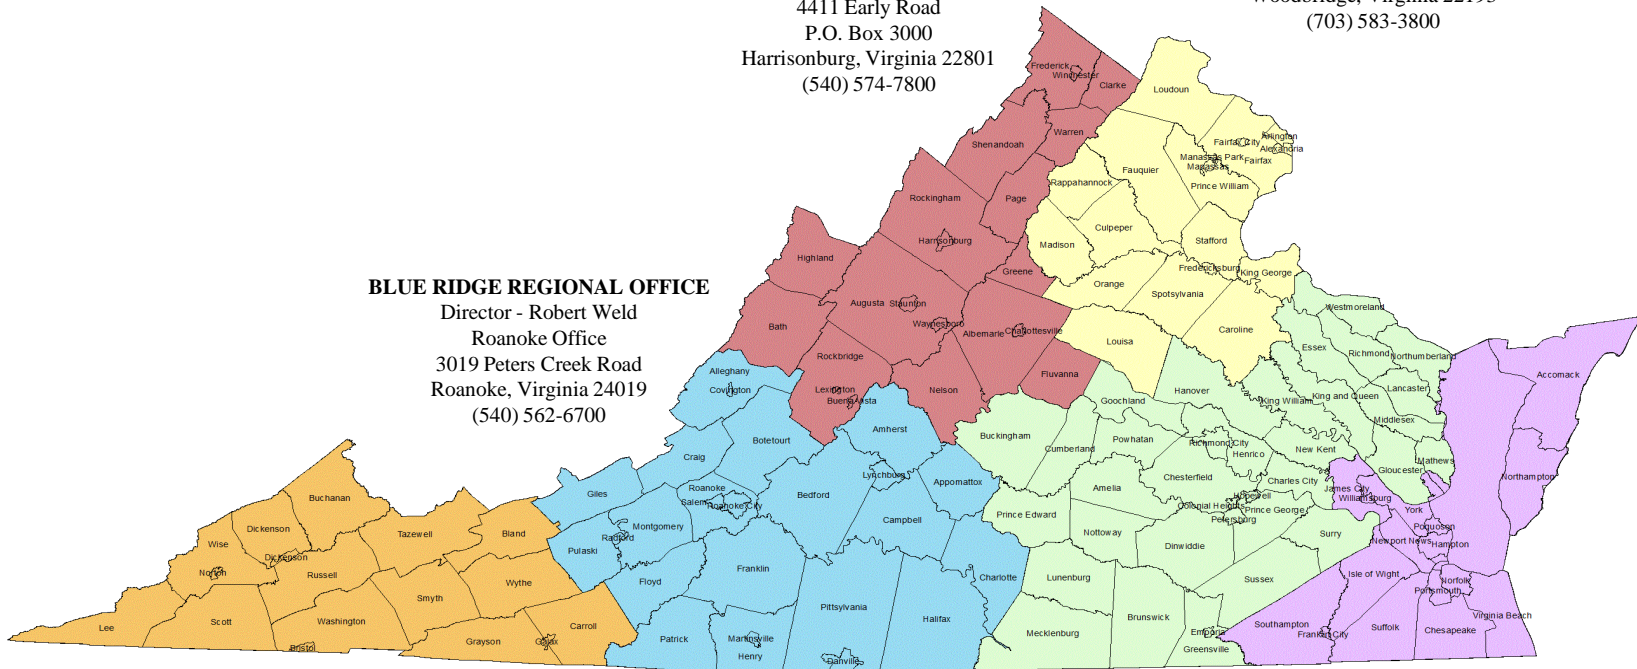 4411 Early Road
P.O. Box 3000
Harrisonburg, Virginia 22801
(540) 574-7800
Woodbridge, Virginia 22193
(703) 583-3800
BLUE RIDGE REGIONAL OFFICE
Director - Robert Weld
Roanoke Office
3019 Peters Creek Road
Roanoke, Virginia 24019
(540) 562-6700
Frederick
Winchester
Clarke
Warren
Shenandoah
Page
Rockingham
Harrisonburg
Highland
Greene
Augusta
Staunton
Waynesboro
Albemarle
Charlottesville
Bath
Rockbridge
Lexington
Buena Vista
Nelson
Fluvanna
Loudoun
Arlington
Fairfax City
Alexandria
Manassas Park
Fairfax
Manassas
Fauquier
Prince William
Rappahannock
Culpeper
Stafford
Madison
Fredericksburg
King George
Orange
Spotsylvania
Caroline
Louisa
Westmoreland
Essex
Richmond
Northumberland
Lancaster
King William
King and Queen
Middlesex
Hanover
Goochland
Powhatan
Richmond City
Henrico
New Kent
Mathews
Gloucester
Buckingham
Cumberland
Chesterfield
Charles City
Amelia
Hopewell
Colonial Heights
Prince George
Petersburg
Prince Edward
Nottoway
Dinwiddie
Surry
Lunenburg
Sussex
Mecklenburg
Brunswick
Emporia
Greensville
Accomack
Northampton
James City
Williamsburg
York
Poquoson
Newport News
Hampton
Isle of Wight
Norfolk
Portsmouth
Southampton
Franklin City
Suffolk
Chesapeake
Virginia Beach
Alleghany
Covington
Botetourt
Amherst
Craig
Lynchburg
Appomattox
Giles
Roanoke
Salem
Roanoke City
Bedford
Montgomery
Campbell
Radford
Pulaski
Floyd
Franklin
Charlotte
Pittsylvania
Halifax
Patrick
Martinsville
Henry
Danville
Buchanan
Dickenson
Wise
Dickenson
Tazewell
Bland
Norton
Russell
Wythe
Smyth
Lee
Scott
Washington
Bristol
Grayson
Galax
Carroll